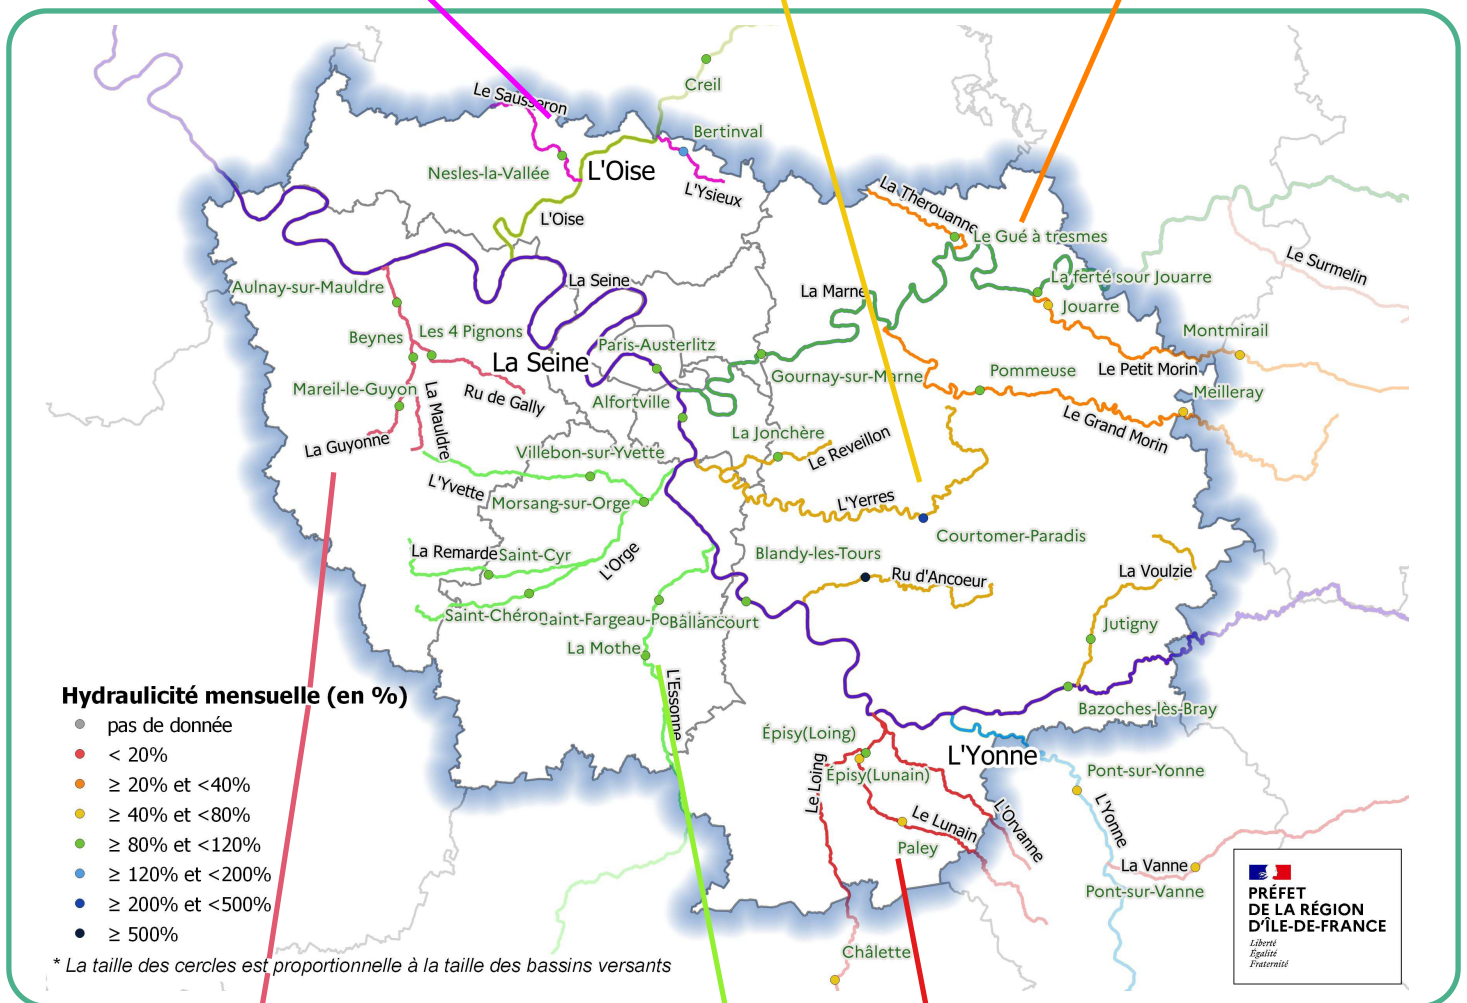 Creil
Le Sausseron
Bertinval
Nesles-la-Vallée
L'Oise
L'Ysieux
La Therouanne
L'Oise
Le Gué à tresmes
Le Surmelin
La Seine
La ferté sour Jouarre
Aulnay-sur-Mauldre
La Marne
Jouarre
Montmirail
Beynes
Les 4 Pignons
Paris-Austerlitz
La Seine
Le Petit Morin
Gournay-sur-Marne
Pommeuse
Mareil-le-Guyon
Ru de Gally
Alfortville
Meilleray
La Mauldre
Le Grand Morin
La Jonchère
La Guyonne
Le Reveillon
Villebon-sur-Yvette
L'Yvette
Morsang-sur-Orge
L'Yerres
Courtomer-Paradis
La Remarde
Saint-Cyr
L'Orge
Blandy-les-Tours
Ru d'Ancoeur
La Voulzie
Saint-Chéron
Ballancourt
Jutigny
La Mothe
L'Essonne
Bazoches-lès-Bray
Hydraulicité mensuelle (en %)
pas de donnée
< 20%
≥ 20% et <40%
≥ 40% et <80%
≥ 80% et <120%
≥ 120% et <200%
≥ 200% et <500%
≥ 500%
* La taille des cercles est proportionnelle à la taille des bassins versants
Épisy(Loing)
L'Yonne
Épisy(Lunain)
Le Loing
Pont-sur-Yonne
L'Yonne
Le Lunain
L'Orvanne
Paley
La Vanne
Pont-sur-Vanne
Châlette
PRÉFET
DE LA RÉGION
D'ÎLE-DE-FRANCE
Liberté
Égalité
Fraternité